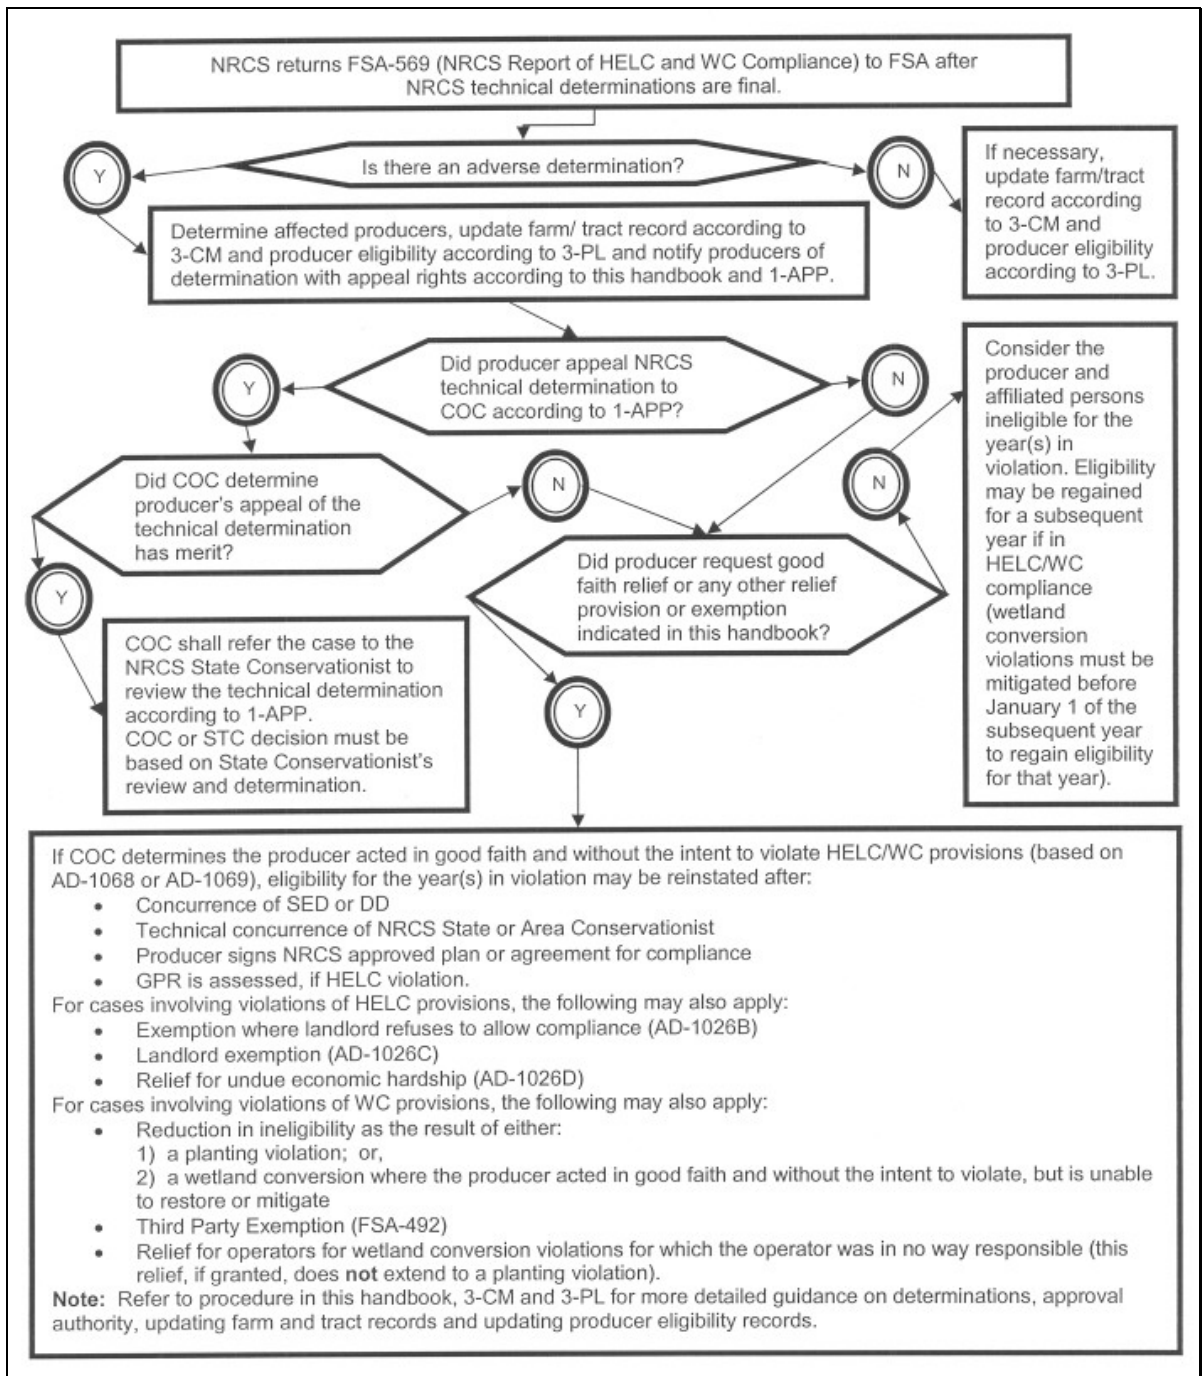 NRCS returns FSA-569 (NRCS Report of HELC and WC Compliance) to FSA after
NRCS technical determinations are final.
Is there an adverse determination?
Y
N
If necessary,
update farm/tract
record according
to 3-CM and
producer eligibility
according to 3-PL.
Determine affected producers, update farm/ tract record according to
3-CM and producer eligibility according to 3-PL and notify producers of
determination with appeal rights according to this handbook and 1-APP.
Did producer appeal NRCS
technical determination to
COC according to 1-APP?
Y
N
Consider the
producer and
affiliated persons
ineligible for the
year(s) in
violation. Eligibility
may be regained
for a subsequent
year if in
HELC/WC
compliance
(wetland
conversion
violations must be
mitigated before
January 1 of the
subsequent year
to regain eligibility
for that year).
Did COC determine
producer's appeal of the
technical determination
has merit?
N
N
Y
Did producer request good
faith relief or any other relief
provision or exemption
indicated in this handbook?
COC shall refer the case to the
NRCS State Conservationist to
review the technical determination
according to 1-APP.
COC or STC decision must be
based on State Conservationist's
review and determination.
Y
If COC determines the producer acted in good faith and without the intent to violate HELC/WC provisions (based on
AD-1068 or AD-1069), eligibility for the year(s) in violation may be reinstated after:
• Concurrence of SED or DD
• Technical concurrence of NRCS State or Area Conservationist
• Producer signs NRCS approved plan or agreement for compliance
• GPR is assessed, if HELC violation.
For cases involving violations of HELC provisions, the following may also apply:
• Exemption where landlord refuses to allow compliance (AD-1026B)
• Landlord exemption (AD-1026C)
• Relief for undue economic hardship (AD-1026D)
For cases involving violations of WC provisions, the following may also apply:
• Reduction in ineligibility as the result of either:
1) a planting violation; or,
2) a wetland conversion where the producer acted in good faith and without the intent to violate, but is unable
to restore or mitigate
• Third Party Exemption (FSA-492)
• Relief for operators for wetland conversion violations for which the operator was in no way responsible (this
relief, if granted, does not extend to a planting violation).
Note: Refer to procedure in this handbook, 3-CM and 3-PL for more detailed guidance on determinations, approval
authority, updating farm and tract records and updating producer eligibility records.